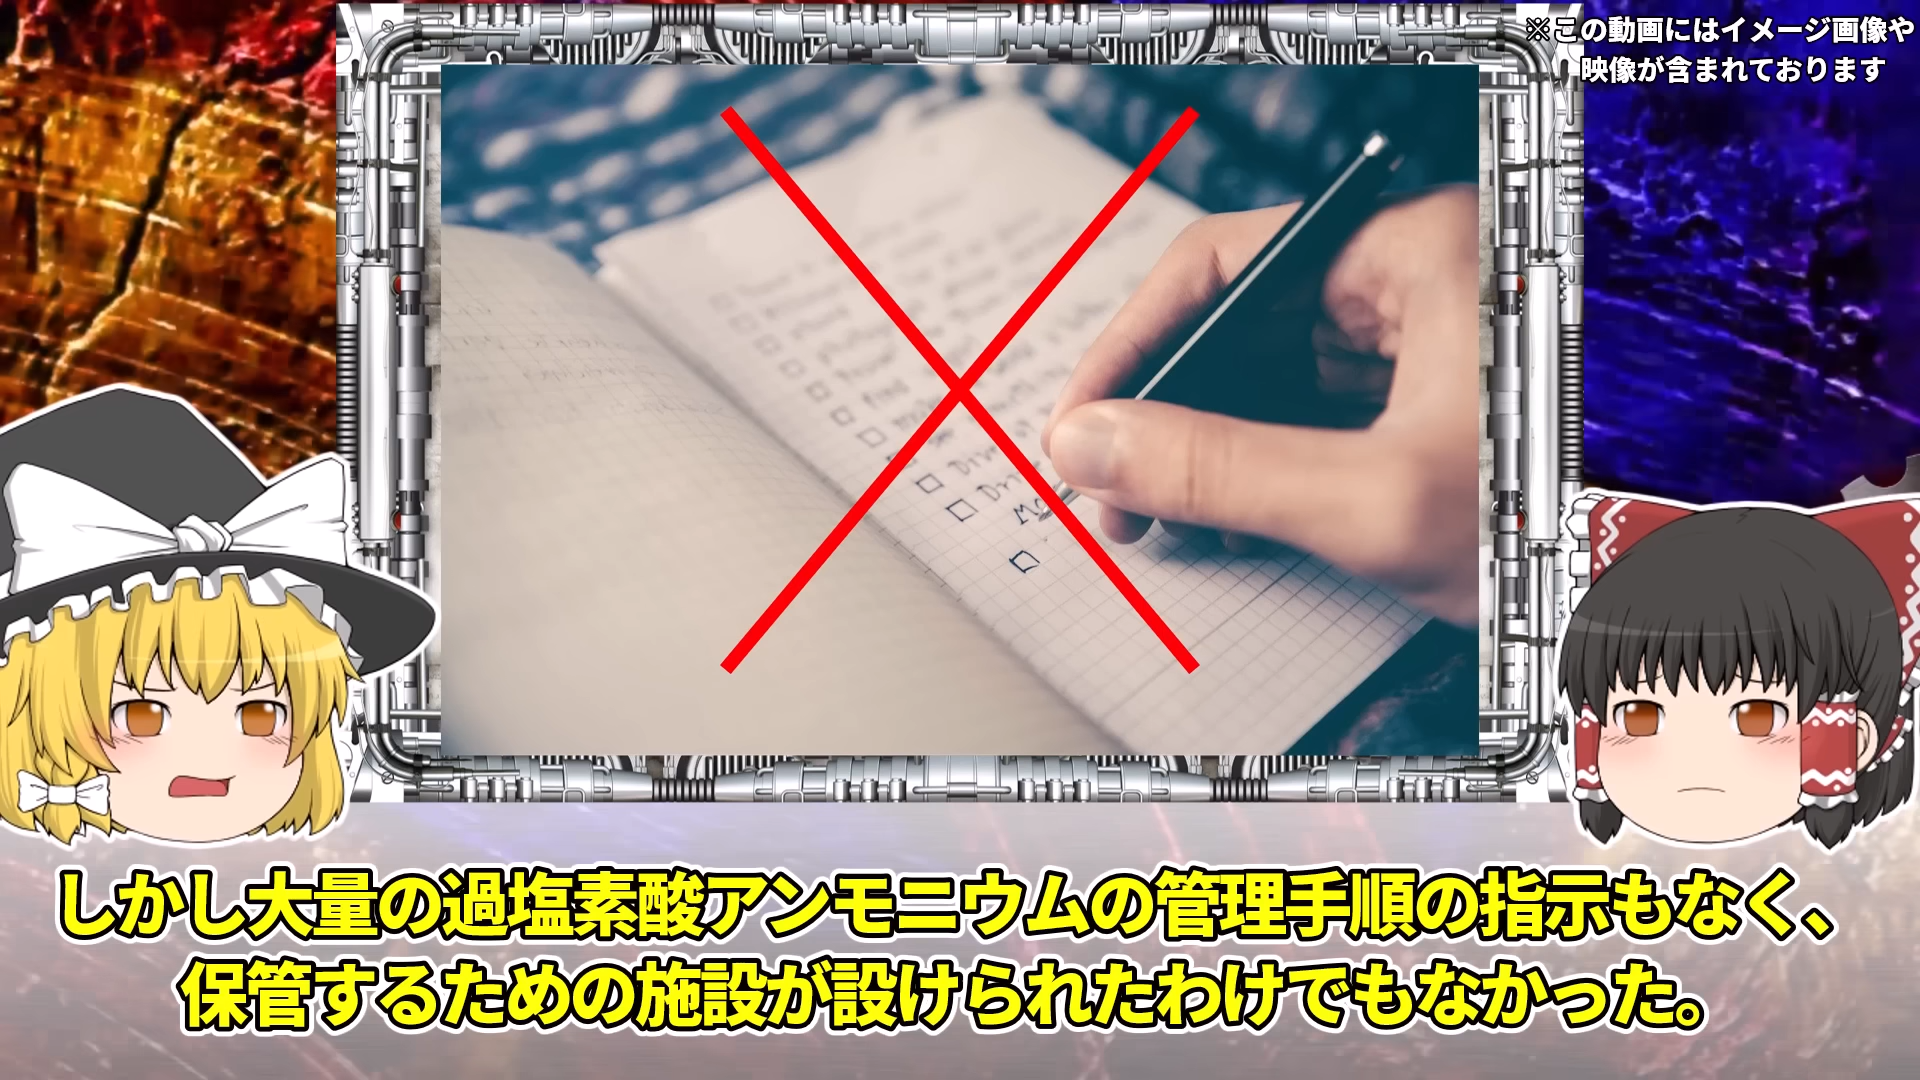 ※この動画にはイメージ画像や
映像が含まれております
しかし大量の過塩素酸アンモニウムの管理手順の指示もなく、
保管するための施設が設けられたわけでもなかった。